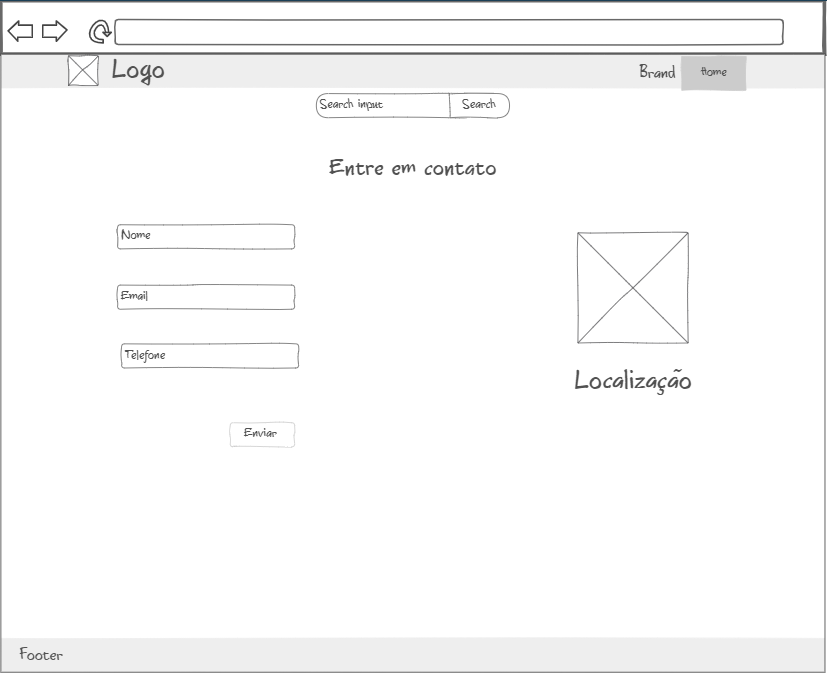 Logo
Brand
Home
Search input
Search
Entre em contato
Nome
Email
Telefone
Enviar
Localização
Footer